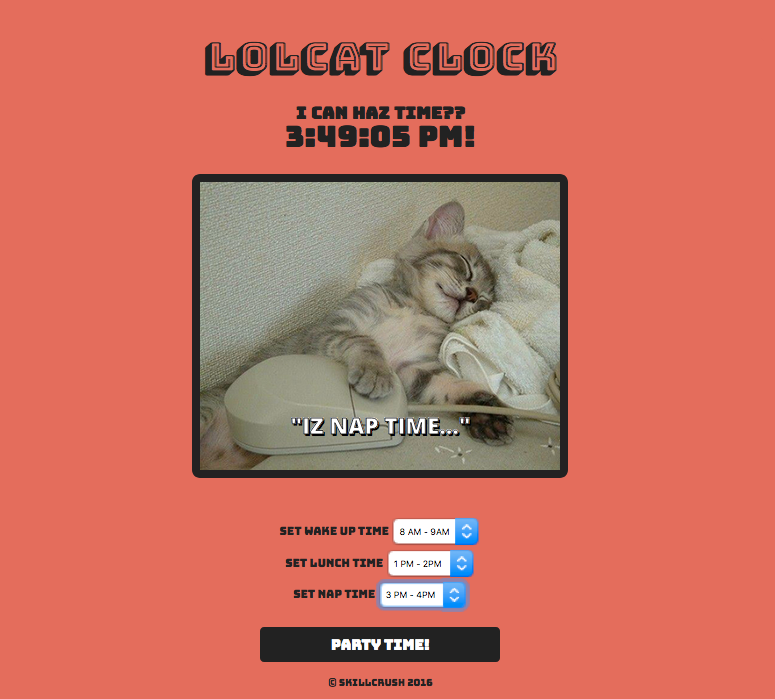 LOLCAT CLOCK
I CAN HAZ TIME??
3:49:05 PM!
"IZ NAP TIME..."
SET WAKE UP TIME 8 AM - 9AM
SET LUNCH TIME 1 PM - 2PM
SET NAP TIME 3 PM - 4PM
PARTY TIME!
© SKILLCRUSH 2016